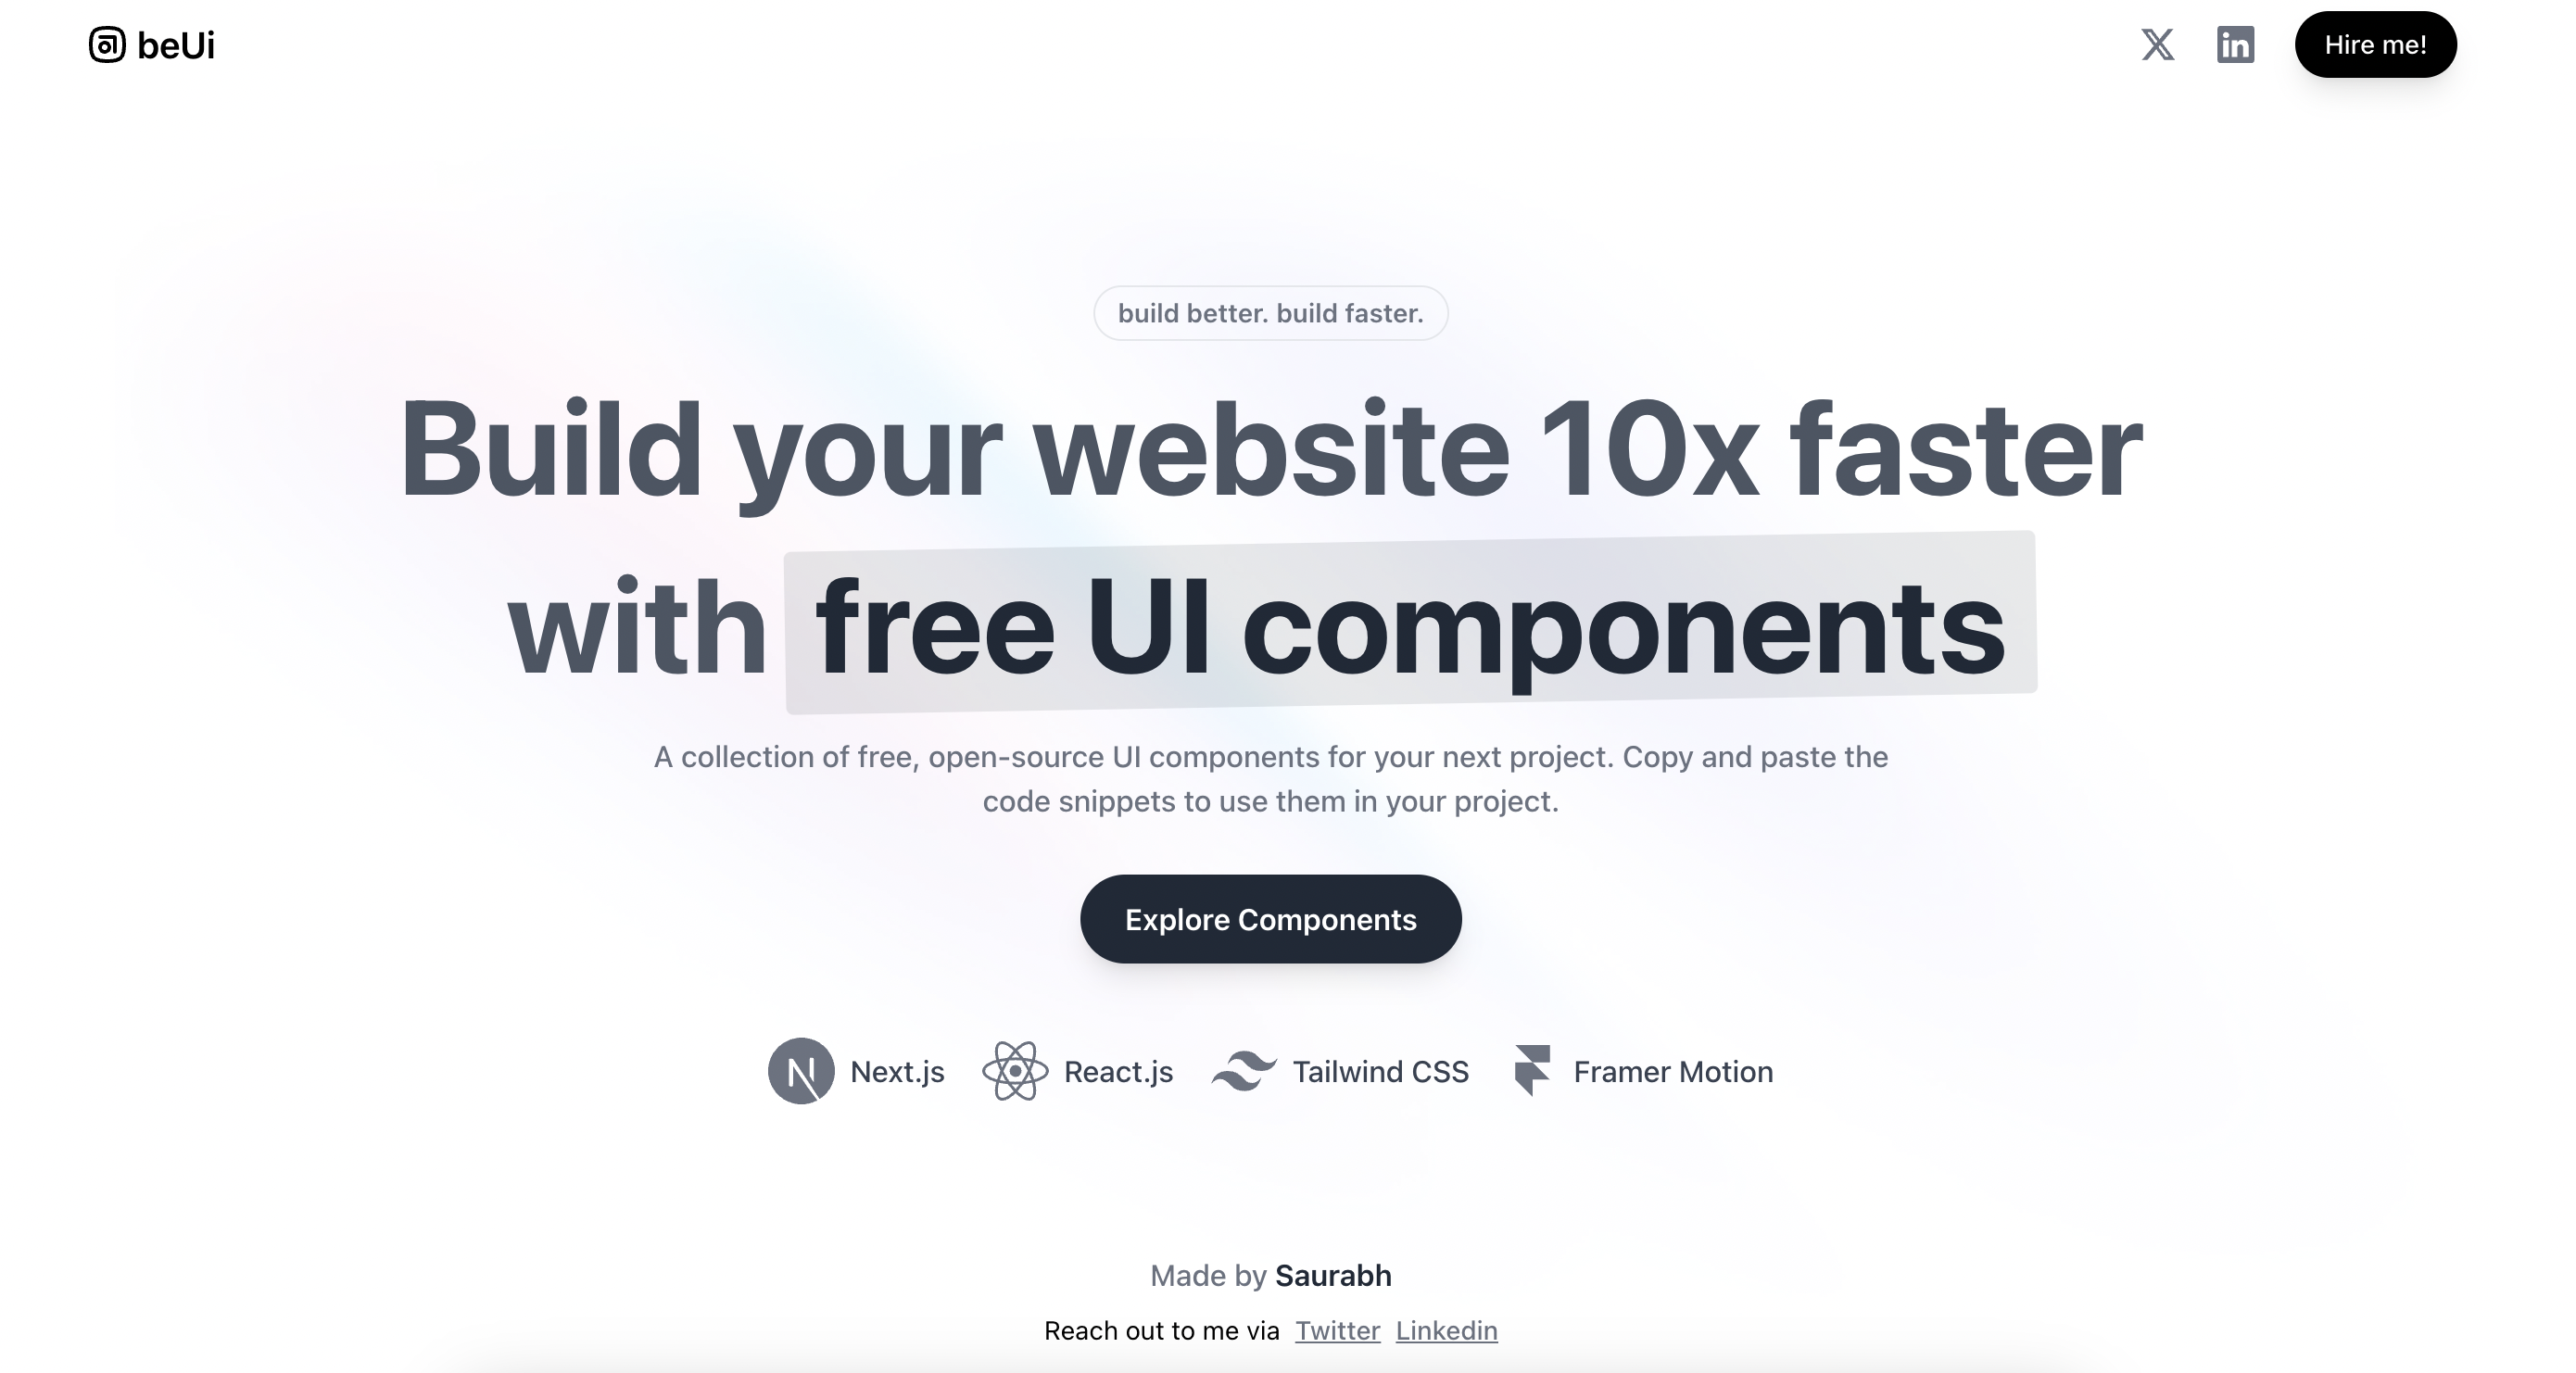 beUi
Hire me!
build better. build faster.
Build your website 10x faster
with free UI components
A collection of free, open-source UI components for your next project. Copy and paste the
code snippets to use them in your project.
Explore Components
Next.js React.js Tailwind CSS Framer Motion
Made by Saurabh
Reach out to me via Twitter Linkedin